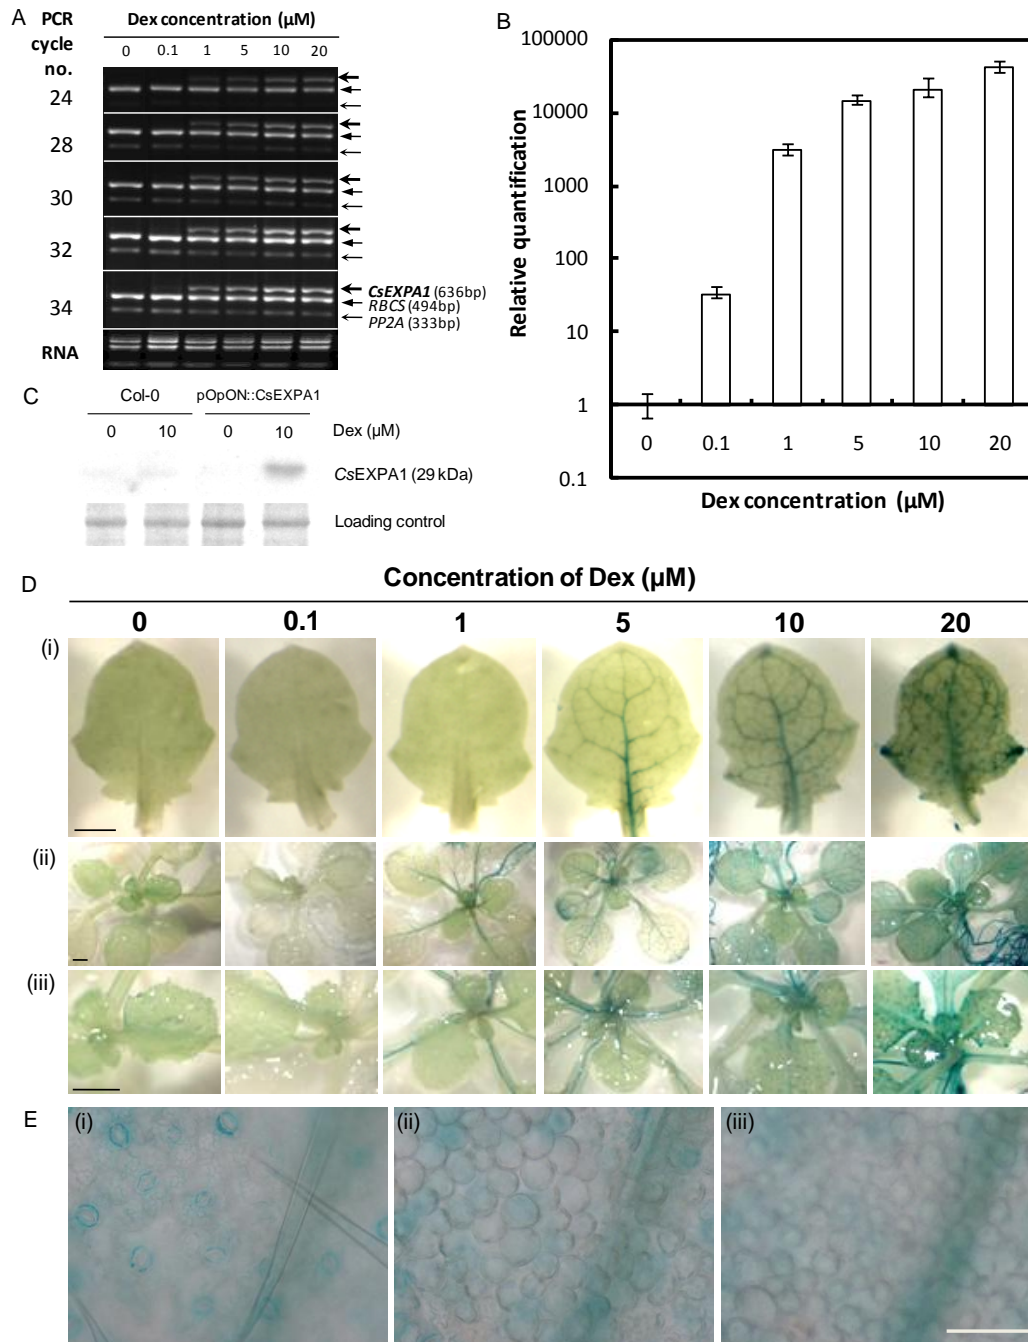 A
PCR cycle no.
Dex concentration (µM)
0 0.1 1 5 10 20
24
28
30
32
34
CsEXPA1 (636bp)
RBCS (494bp)
PP2A (333bp)
RNA
B
Relative quantification
100000
10000
1000
100
10
1
0.1
0 0.1 1 5 10 20
Dex concentration (µM)
C
Col-0 pOpON::CsEXPA1
0 10 0 10 Dex (µM)
CsEXPA1 (29 kDa)
Loading control
D
Concentration of Dex (µM)
0 0.1 1 5 10 20
(i)
(ii)
(iii)
E
(i) (ii) (iii)